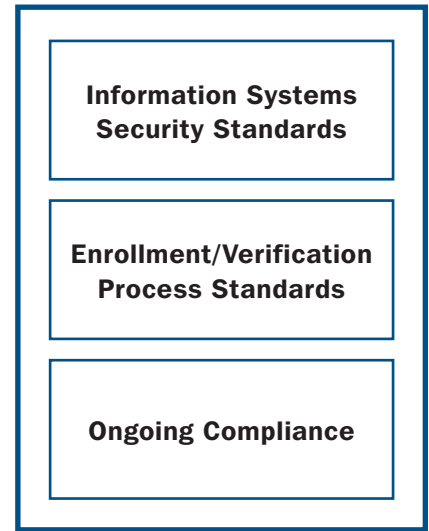 Information Systems
Security Standards
Enrollment/Verification
Process Standards
Ongoing Compliance